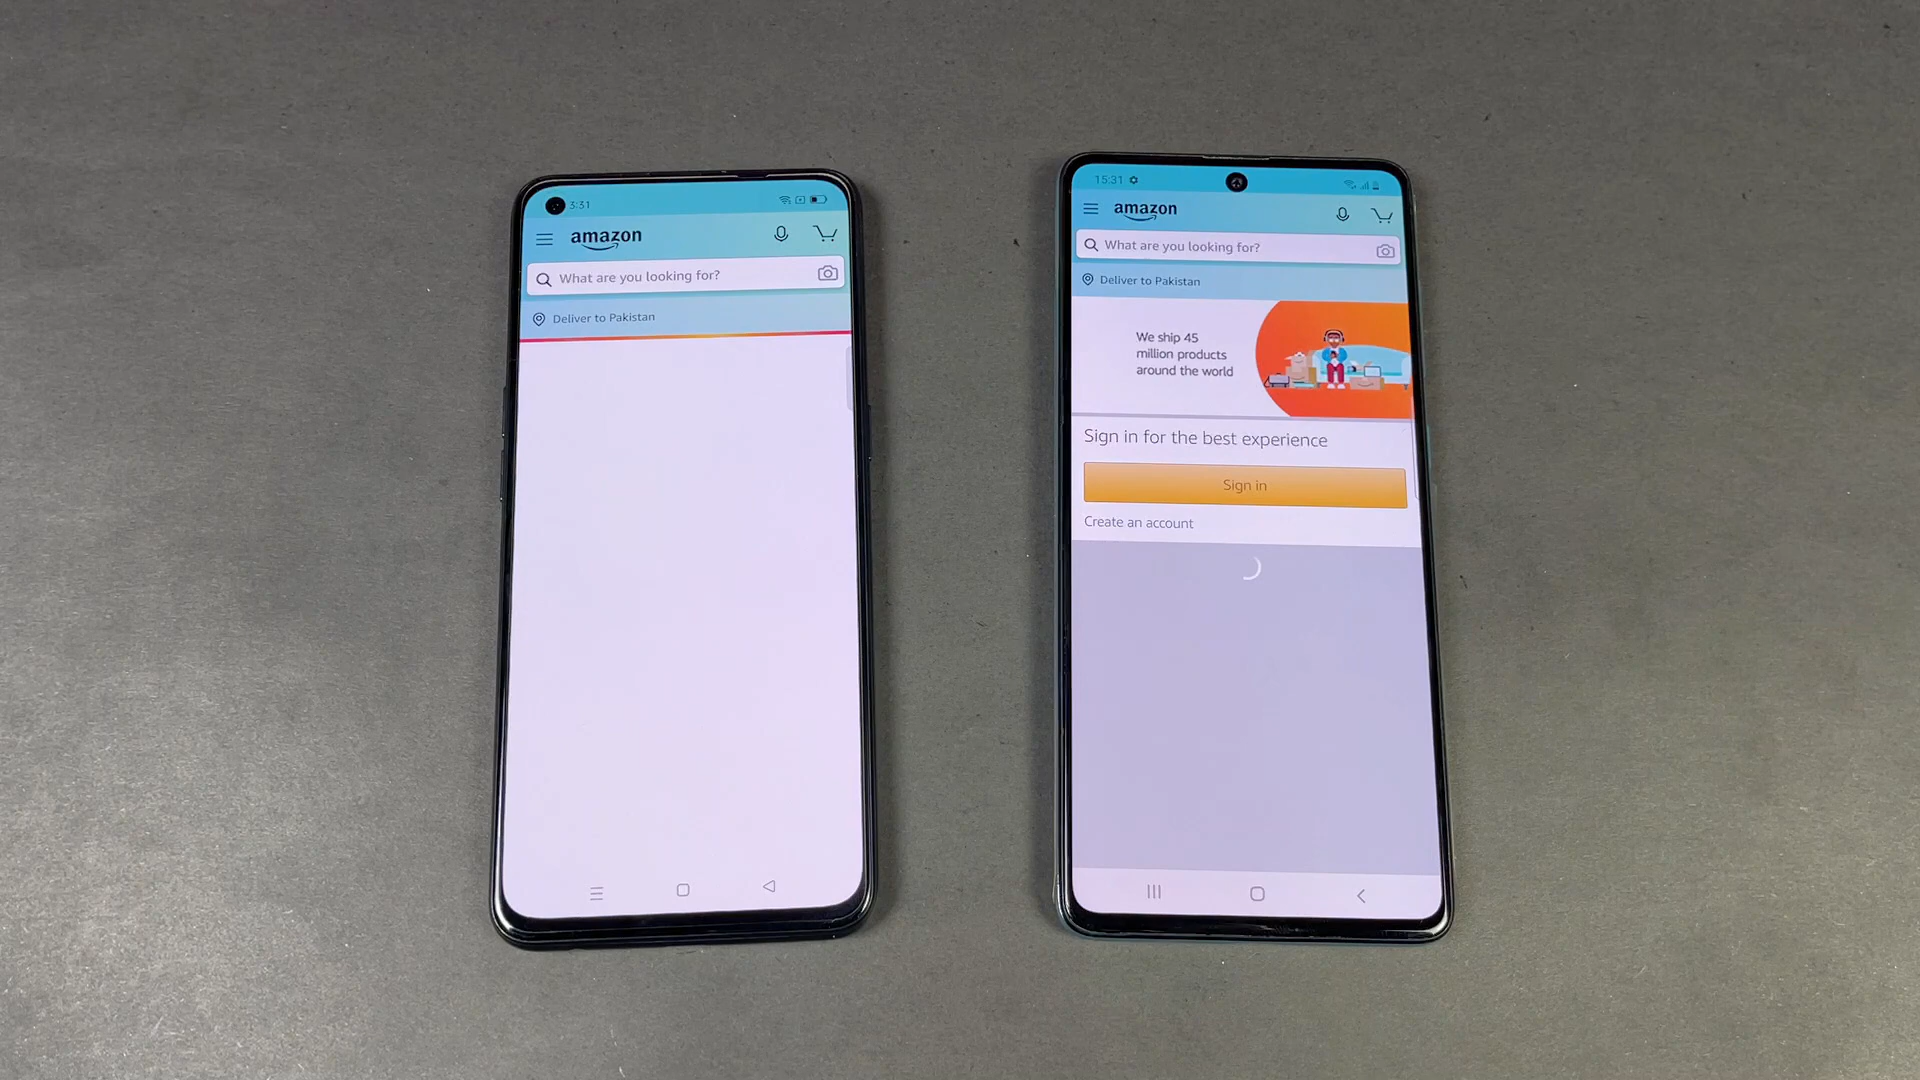 3:31
amazon
What are you looking for?
Deliver to Pakistan
15:31
amazon
What are you looking for?
Deliver to Pakistan
We ship 45
million products
around the world
Sign in for the best experience
Sign in
Create an account